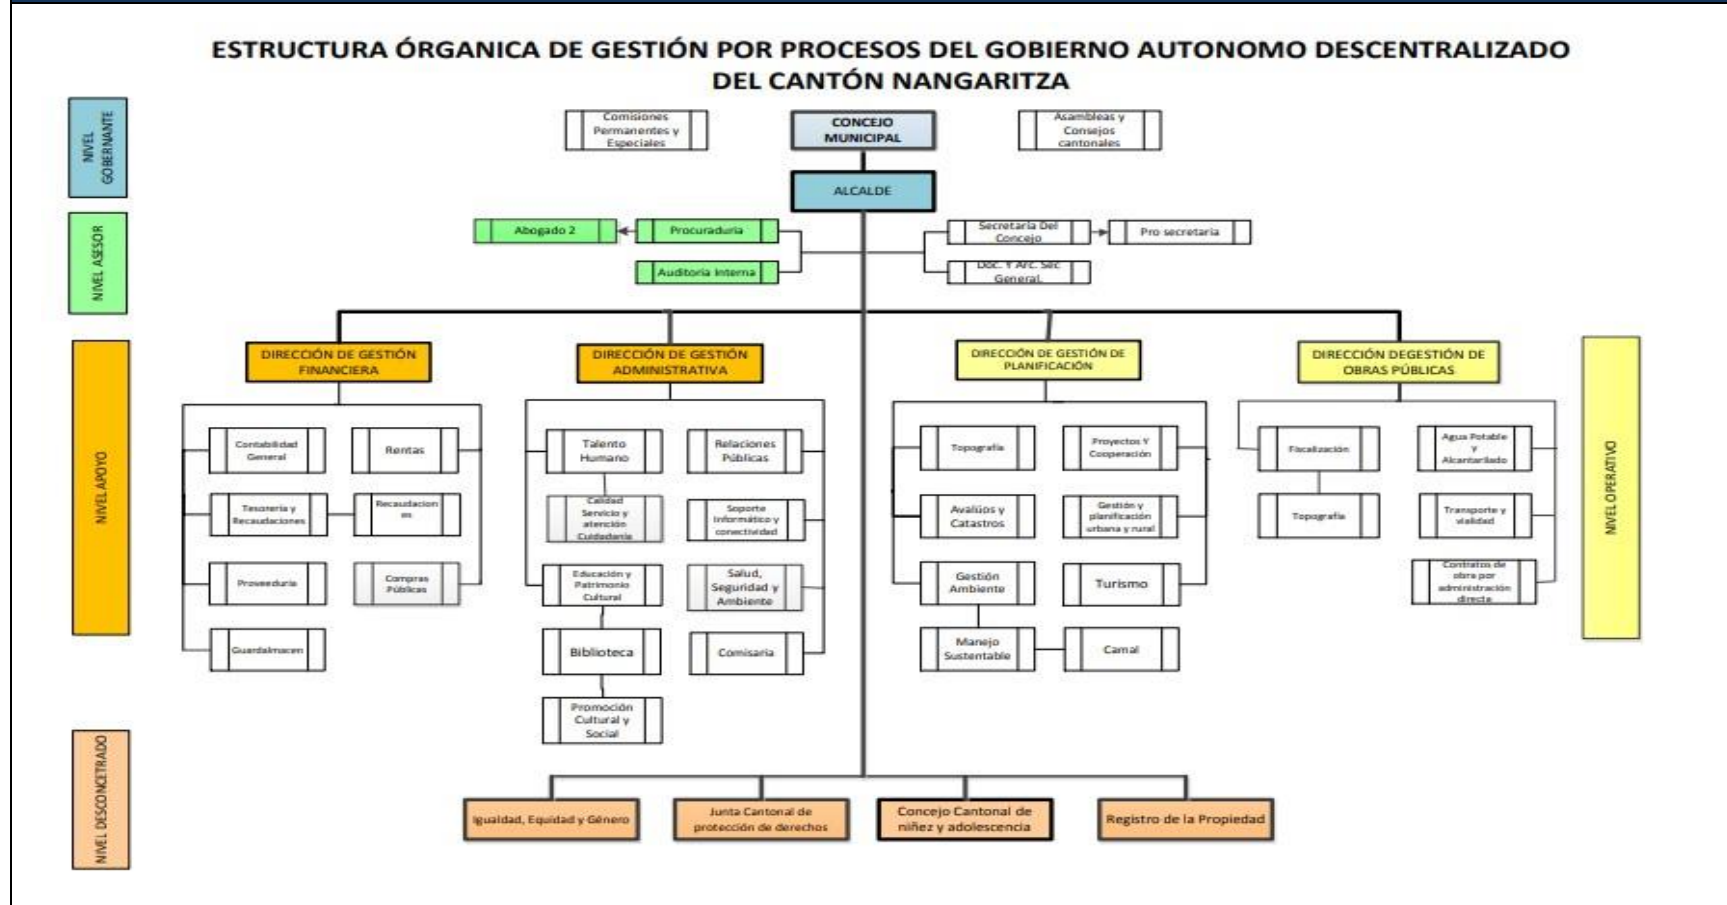 ESTRUCTURA ÓRGANICA DE GESTIÓN POR PROCESOS DEL GOBIERNO AUTONOMO DESCENTRALIZADO
DEL CANTÓN NANGARITZA
NIVEL
GOBERNANTE
Comisiones
Permanentes y
Especiales
CONCEJO
MUNICIPAL
Asambleas y
Consejos
cantonales
ALCALDE
NIVEL ASESOR
Abogado 2
Procuraduria
Secretaría Del
Concejo
Pro secretaria
Auditoría Interna
Doc. Y Arc. Sec
General.
NIVEL APOYO
DIRECCIÓN DE GESTIÓN
FINANCIERA
DIRECCIÓN DE GESTIÓN
ADMINISTRATIVA
DIRECCIÓN DE GESTIÓN DE
PLANIFICACIÓN
DIRECCIÓN DEGESTIÓN DE
OBRAS PÚBLICAS
NIVEL OPERATIVO
Contabilidad
General
Rentas
Tesorería y
Recaudaciones
Recaudacion
es
Proveeduria
Compras
Públicas
Guardalmacen
Talento
Humano
Relaciones
Públicas
Calidad
Servicio y
atención
Cuidadania
Soporte
Informático y
conectividad
Educación y
Patrimonio
Cultural
Salud,
Seguridad y
Ambiente
Biblioteca
Comisaria
Promoción
Cultural y
Social
Topografía
Proyectos Y
Cooperación
Avalúos y
Catastros
Gestión y
planificación
urbana y rural
Gestión
Ambiente
Turismo
Manejo
Sustentable
Camal
Fiscalización
Agua Potable
y
Alcantarilado
Topografía
Transporte y
vialidad
Contratos de
obra por
administración
directa
NIVEL DESCONCETRADO
Igualdad, Equidad y Género
Junta Cantonal de
protección de derechos
Concejo Cantonal de
niñez y adolescencia
Registro de la Propiedad